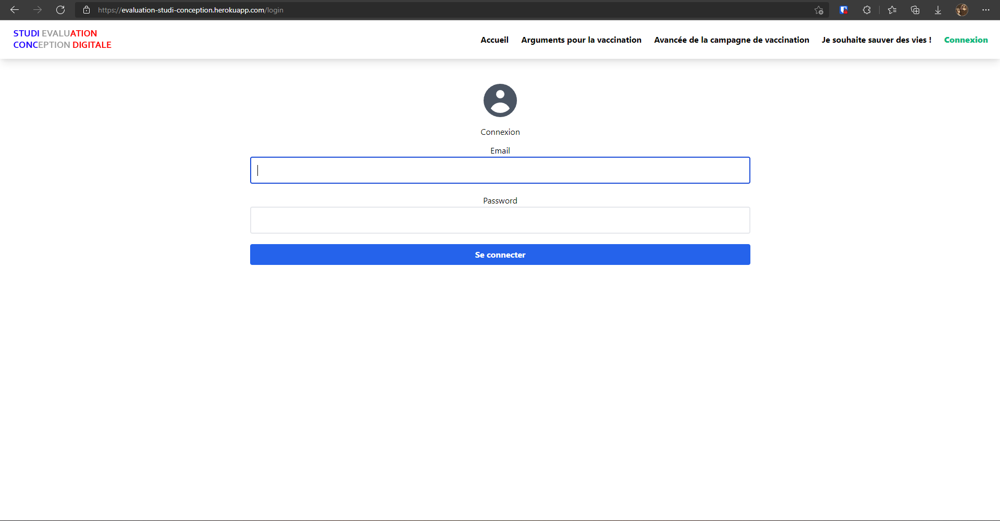 https://evaluation-studi-conception.herokuapp.com/login
STUDI EVALUATION
CONCEPTION DIGITALE
Accueil Arguments pour la vaccination Avancée de la campagne de vaccination Je souhaite sauver des vies ! Connexion
Connexion
Email
Password
Se connecter